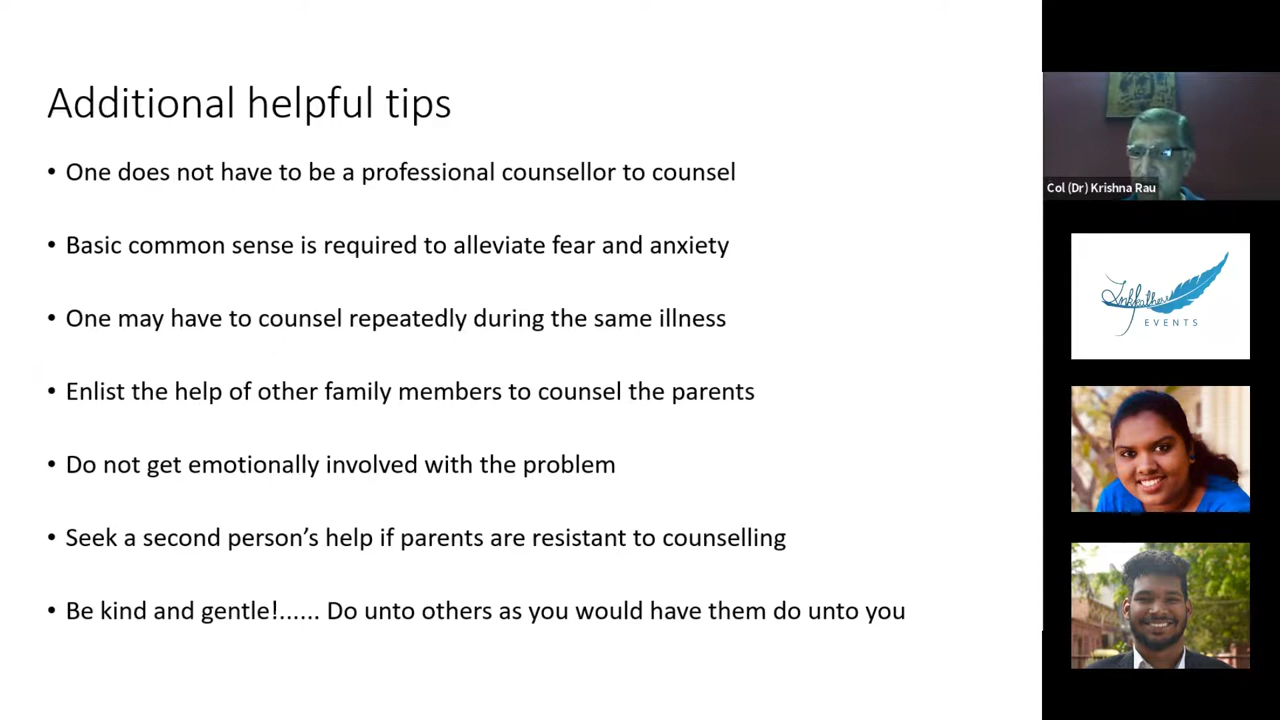 Additional helpful tips
• One does not have to be a professional counsellor to counsel
• Basic common sense is required to alleviate fear and anxiety
• One may have to counsel repeatedly during the same illness
• Enlist the help of other family members to counsel the parents
• Do not get emotionally involved with the problem
• Seek a second person’s help if parents are resistant to counselling
• Be kind and gentle!...... Do unto others as you would have them do unto you
Col (Dr) Krishna Rau
Inkfeathers
EVENTS